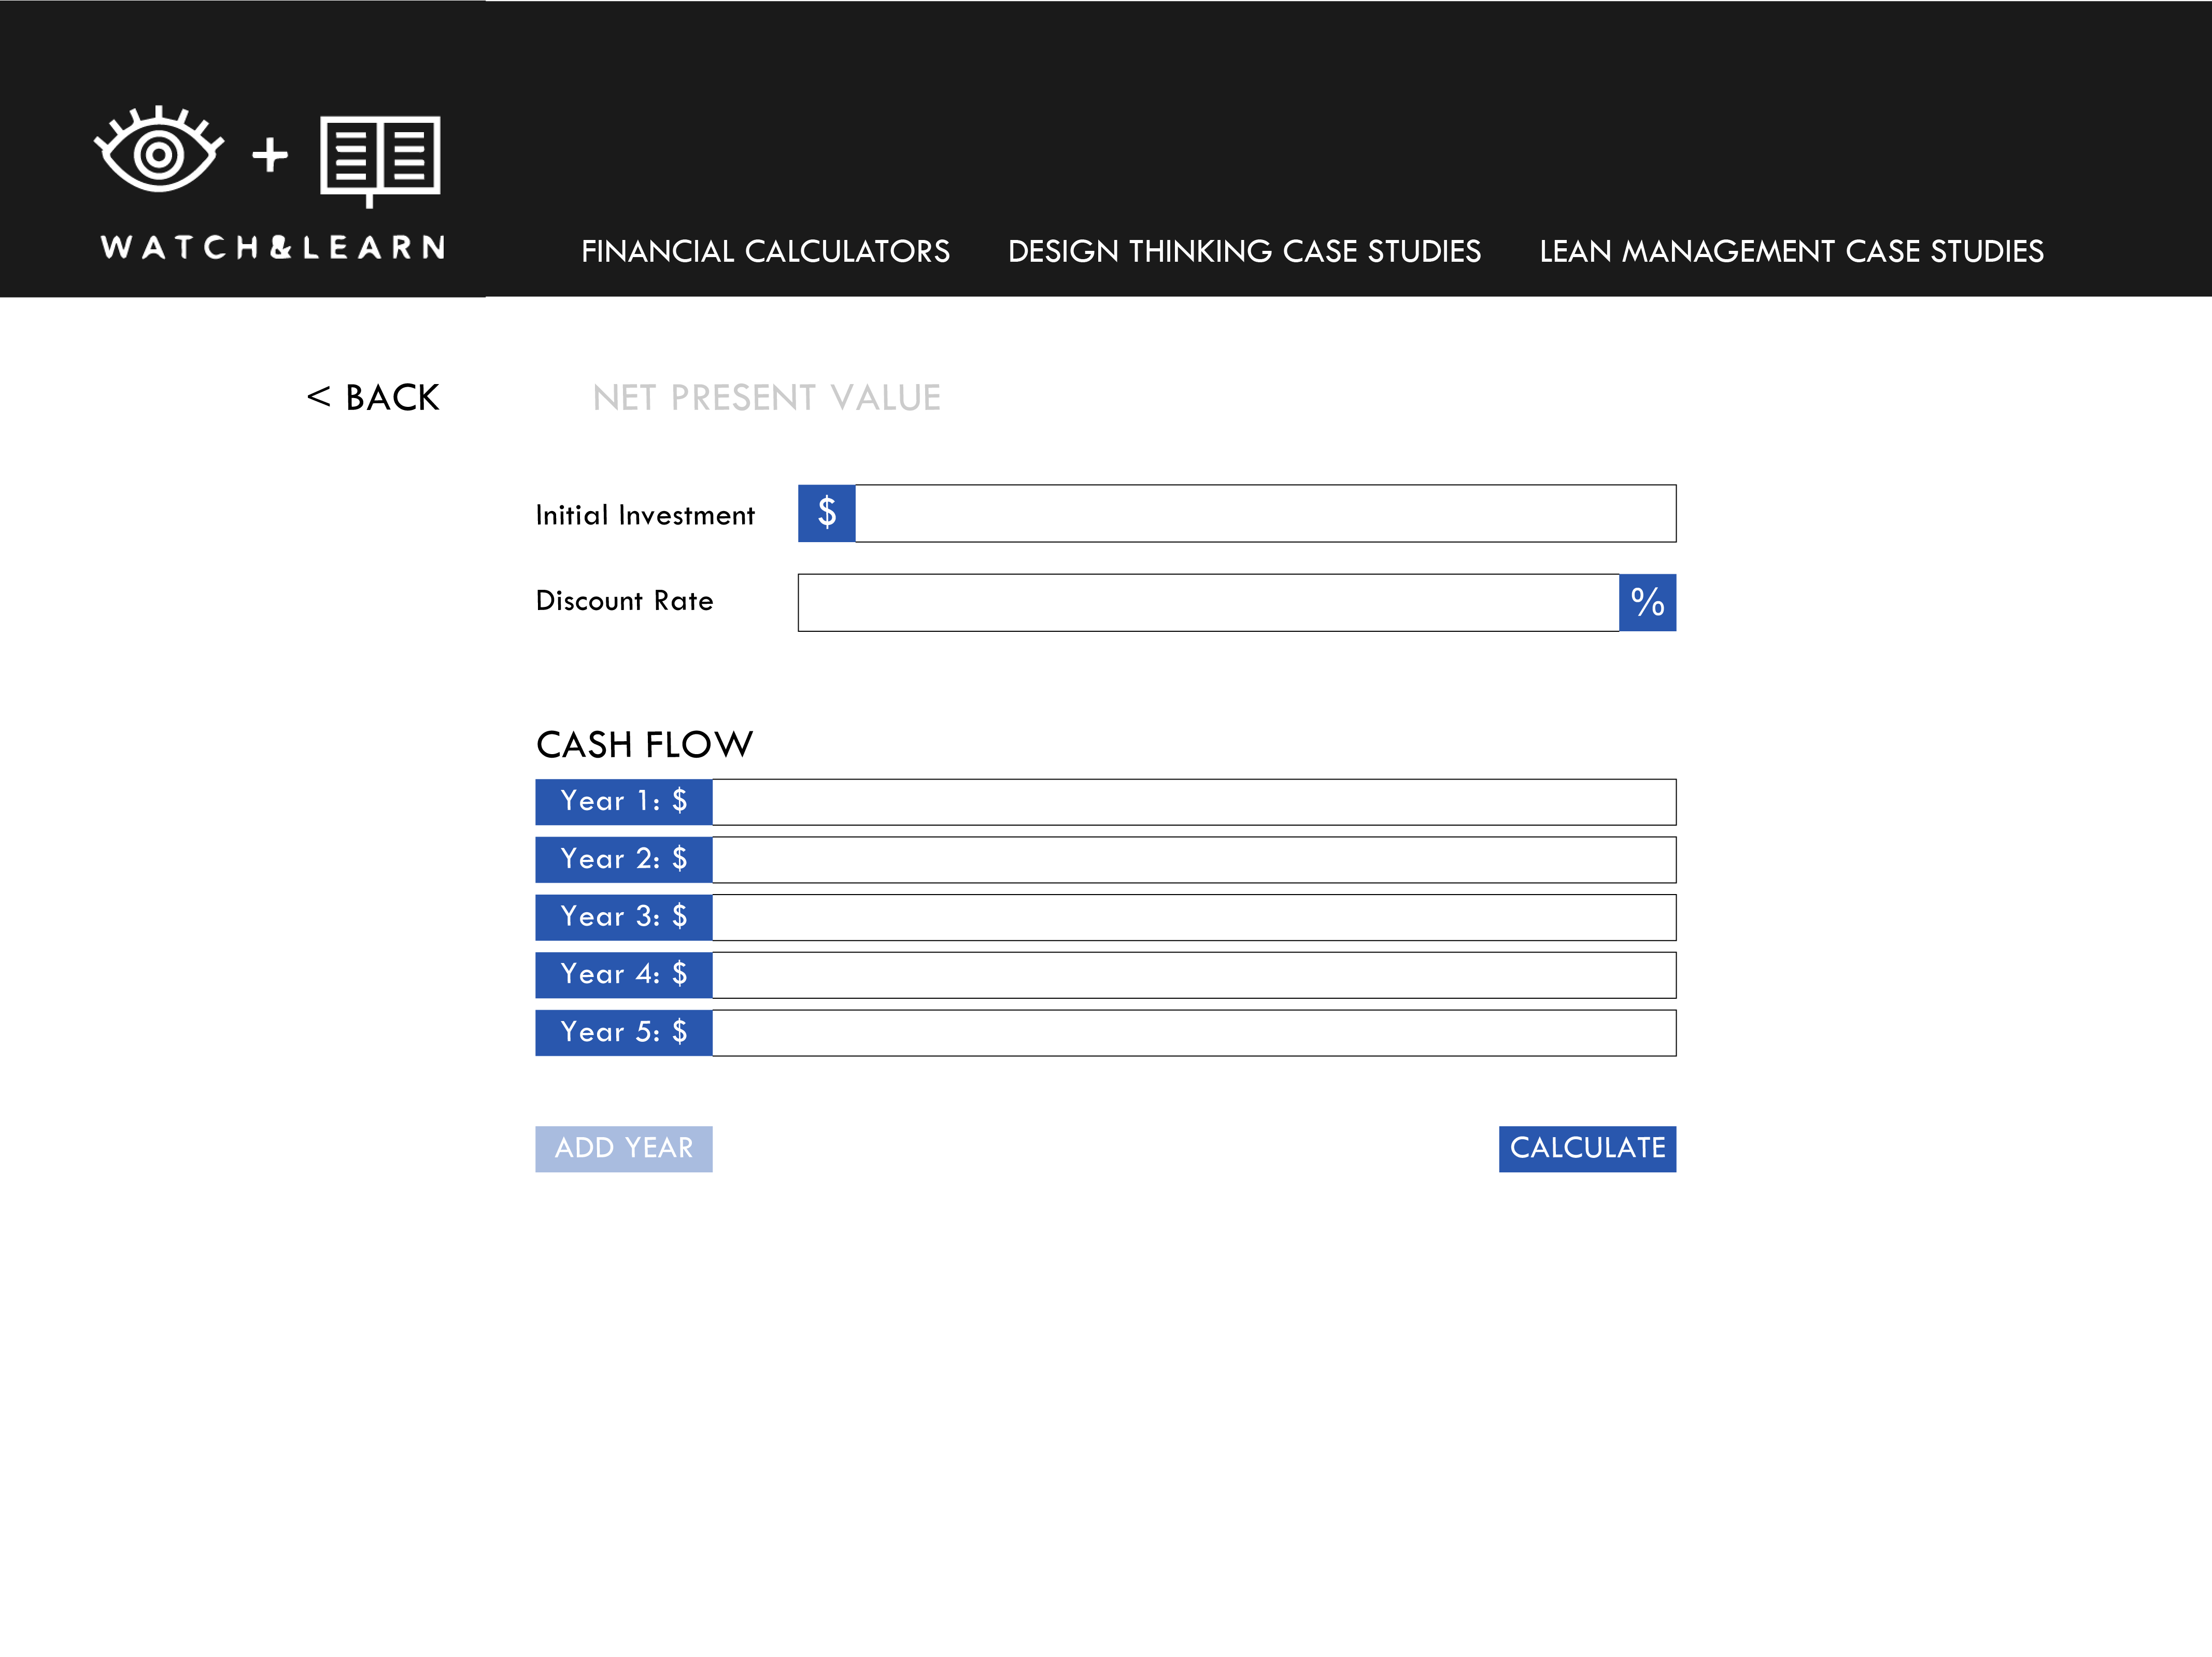 WATCH&LEARN
FINANCIAL CALCULATORS DESIGN THINKING CASE STUDIES LEAN MANAGEMENT CASE STUDIES
< BACK NET PRESENT VALUE
Initial Investment $
Discount Rate %
CASH FLOW
Year 1: $
Year 2: $
Year 3: $
Year 4: $
Year 5: $
ADD YEAR CALCULATE